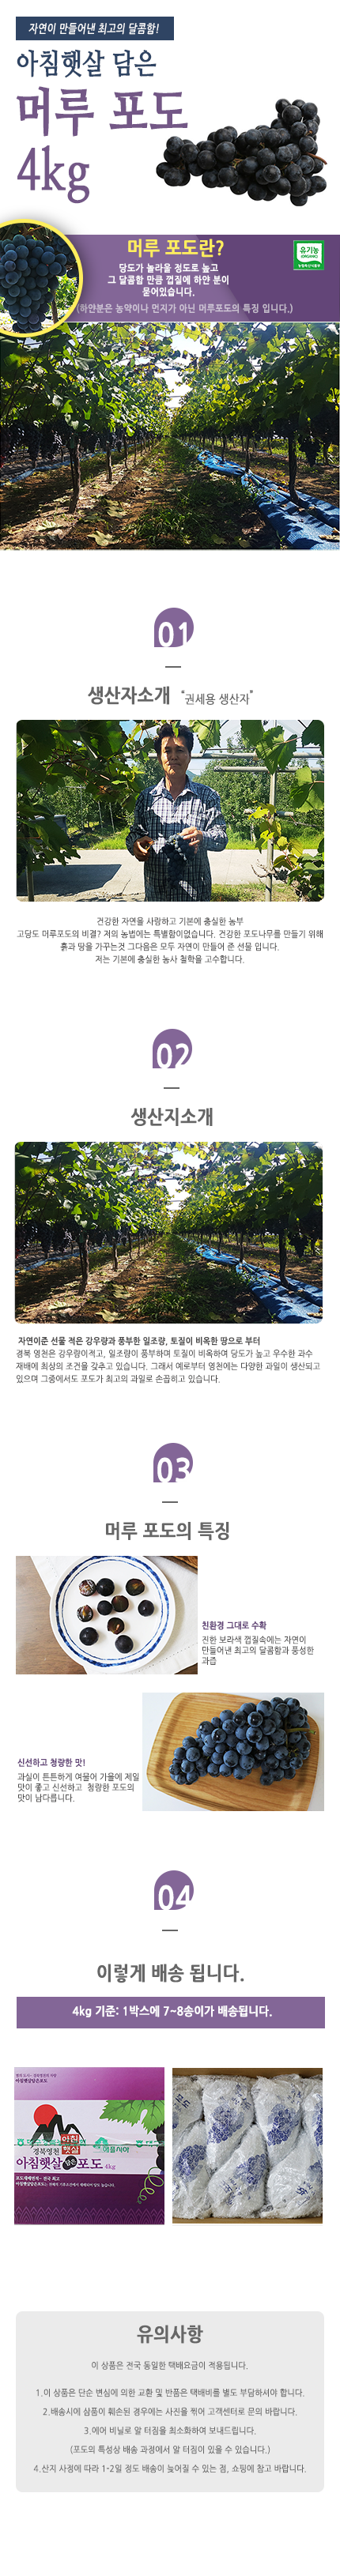 자연이 만들어낸 최고의 달콤함!
아침햇살 담은
머루 포도
4kg
머루 포도란?
유기농
ORGANIC
당도가 놀라울 정도로 높고
그 달콤함 만큼 껍질에 하얀 분이
묻어있습니다.
(하얀분은 농약이나 먼지가 아닌 머루포도의 특징 입니다.)
01
생산자소개 "권세용 생산자"
건강한 자연을 사랑하고 기본에 충실한 농부
고당도 머루포도의 비결? 저의 농법에는 특별함이없습니다. 건강한 포도나무를 만들기 위해
흙과 땅을 가꾸는것 그다음은 모두 자연이 만들어 준 선물 입니다.
저는 기본에 충실한 농사 철학을 고수합니다.
02
생산지소개
자연이준 선물 적은 강우량과 풍부한 일조량, 토질이 비옥한 땅으로 부터
경북 영천은 강우량이적고, 일조량이 풍부하며 토질이 비옥하여 당도가 높고 우수한 과수
재배에 최상의 조건을 갖추고 있습니다. 그래서 예로부터 영천에는 다양한 과일이 생산되고
있으며 그중에서도 포도가 최고의 과일로 손꼽히고 있습니다.
03
머루 포도의 특징
친환경 그대로 수확
진한 보라색 껍질속에는 자연이
만들어낸 최고의 달콤함과 풍성한
과즙
신선하고 청량한 맛!
과실이 튼튼하게 여물어 가을에 제일
맛이 좋고 신선하고 청량한 포도의
맛이 남다릅니다.
04
이렇게 배송 됩니다.
4kg 기준: 1박스에 7~8송이가 배송됩니다.
경북영천
아침햇살
아침햇살담은포도 4kg
유의사항
이 상품은 전국 동일한 택배요금이 적용됩니다.
1.이 상품은 단순 변심에 의한 교환 및 반품은 택배비를 별도 부담하셔야 합니다.
2.배송시에 상품이 훼손된 경우에는 사진을 찍어 고객센터로 문의 바랍니다.
3.에어 비닐로 알 터짐을 최소화하여 보내드립니다.
(포도의 특성상 배송 과정에서 알 터짐이 있을 수 있습니다.)
4.산지 사정에 따라 1-2일 정도 배송이 늦어질 수 있는 점, 쇼핑에 참고 바랍니다.